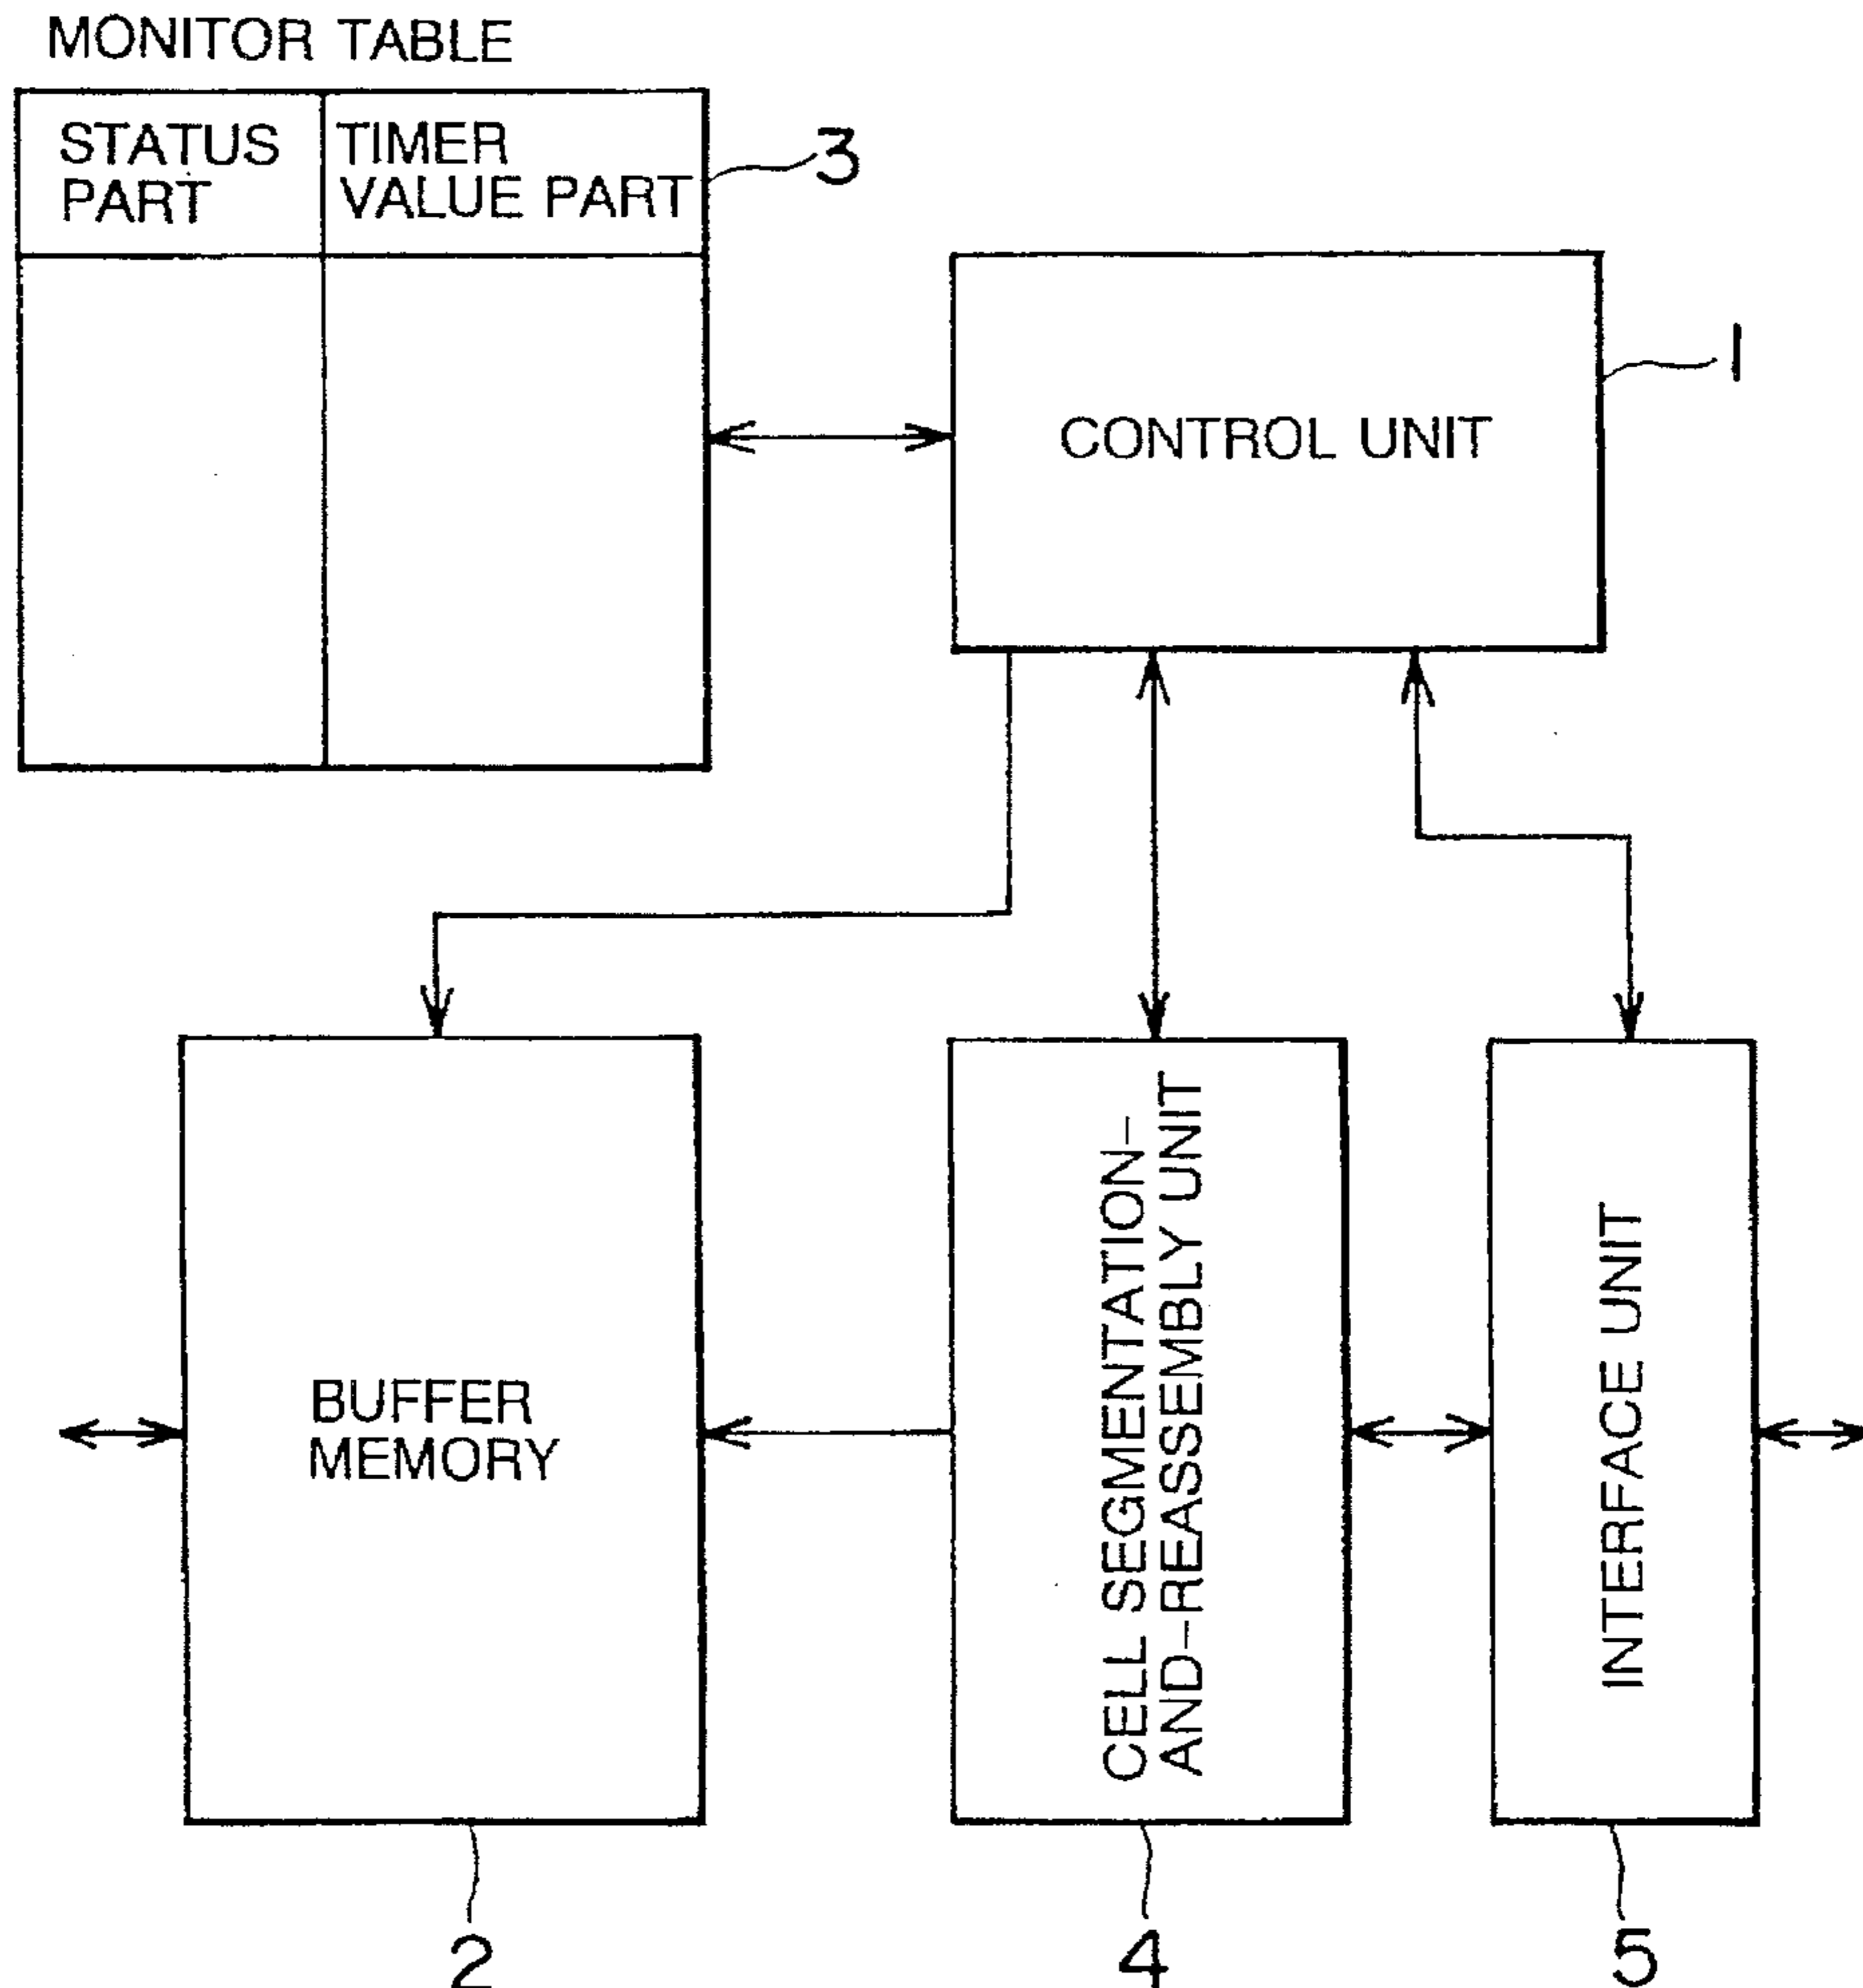 MONITOR TABLE
STATUS
PART
TIMER
VALUE PART
3
CONTROL UNIT
1
BUFFER
MEMORY
CELL SEGMENTATION-
AND-REASSEMBLY UNIT
INTERFACE UNIT
2
4
5